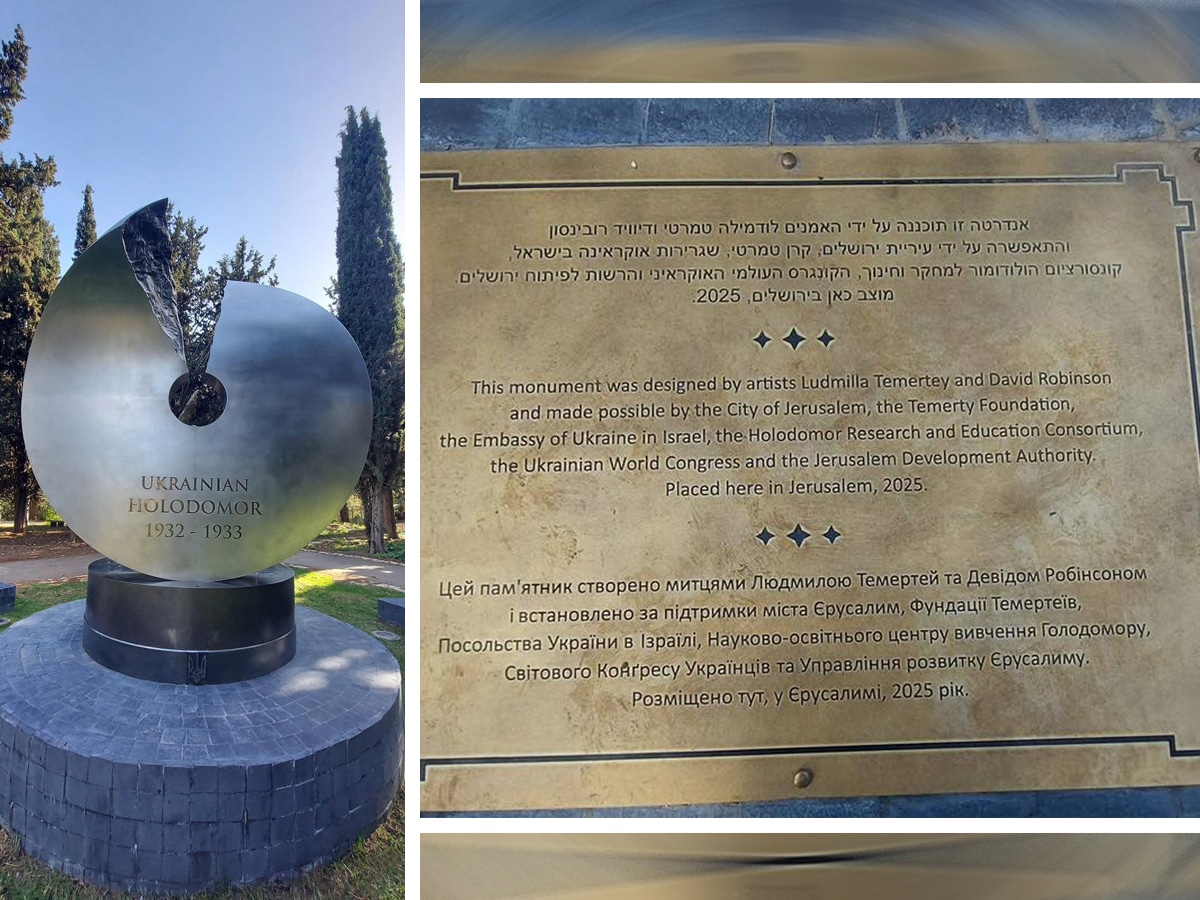 UKRAINIAN
HOLODOMOR
1932 - 1933
אנדרטה זו תוכננה על ידי האמנים לודמילה טמרטי ודיוויד רובינסון
והתאפשרה על ידי עיריית ירושלים, קרן טמרטי, שגרירות אוקראינה בישראל,
קונסורציום הולודומור למחקר וחינוך, הקונגרס העולמי האוקראיני והרשות לפיתוח ירושלים.
מוצב כאן בירושלים, 2025.
This monument was designed by artists Ludmilla Temertey and David Robinson
and made possible by the City of Jerusalem, the Temerty Foundation,
the Embassy of Ukraine in Israel, the Holodomor Research and Education Consortium,
the Ukrainian World Congress and the Jerusalem Development Authority.
Placed here in Jerusalem, 2025.
Цей пам'ятник створено митцями Людмилою Темертей та Девідом Робінсоном
і встановлено за підтримки міста Єрусалим, Фундації Темертеїв,
Посольства України в Ізраїлі, Науково-освітнього центру вивчення Голодомору,
Світового Конґресу Українців та Управління розвитку Єрусалиму.
Розміщено тут, у Єрусалимі, 2025 рік.